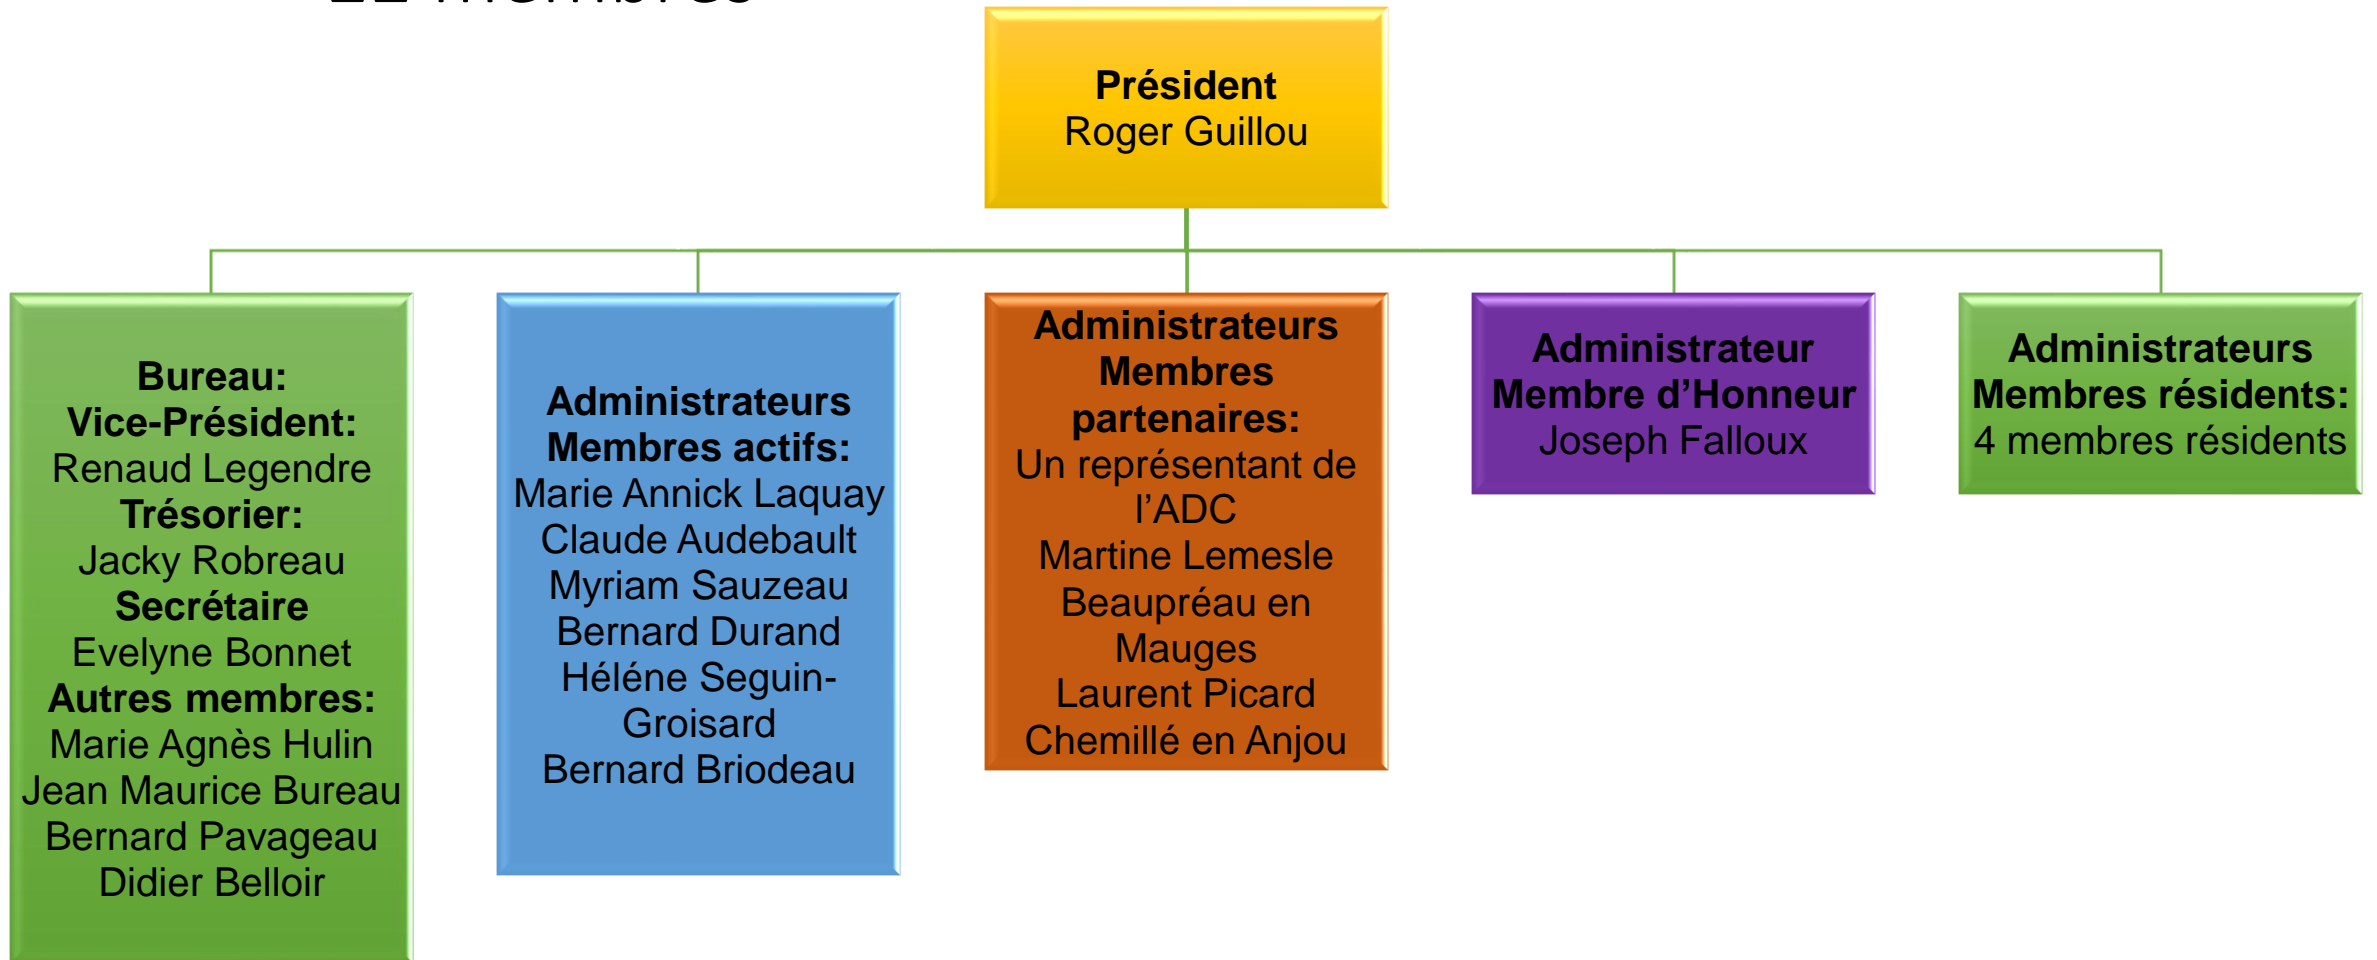 membres
Président
Roger Guillou
Bureau:
Vice-Président:
Renaud Legendre
Trésorier:
Jacky Robreau
Secrétaire
Evelyne Bonnet
Autres membres:
Marie Agnès Hulin
Jean Maurice Bureau
Bernard Pavageau
Didier Belloir
Administrateurs
Membres actifs:
Marie Annick Laquay
Claude Audebault
Myriam Sauzeau
Bernard Durand
Héléne Seguin-
Groisard
Bernard Briodeau
Administrateurs
Membres
partenaires:
Un représentant de
l’ADC
Martine Lemesle
Beaupréau en
Mauges
Laurent Picard
Chemillé en Anjou
Administrateur
Membre d’Honneur
Joseph Falloux
Administrateurs
Membres résidents:
4 membres résidents